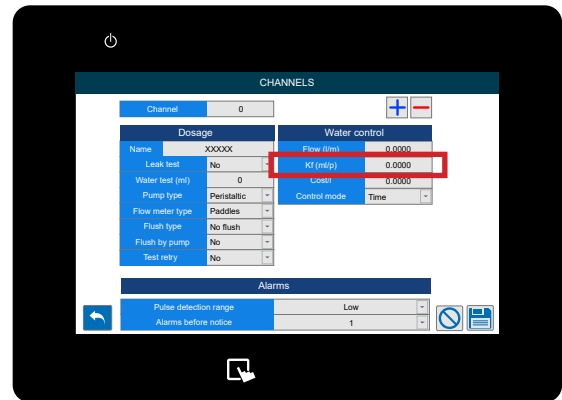 CHANNELS
Channel 0
Dosage
Name XXXXX
Leak test No
Water test (ml) 0
Pump type Peristaltic
Flow meter type Paddles
Flush type No flush
Flush by pump No
Test retry No
Water control
Flow (l/m) 0.0000
Kf (ml/p) 0.0000
Cost/l 0.0000
Control mode Time
Alarms
Pulse detection range Low
Alarms before notice 1